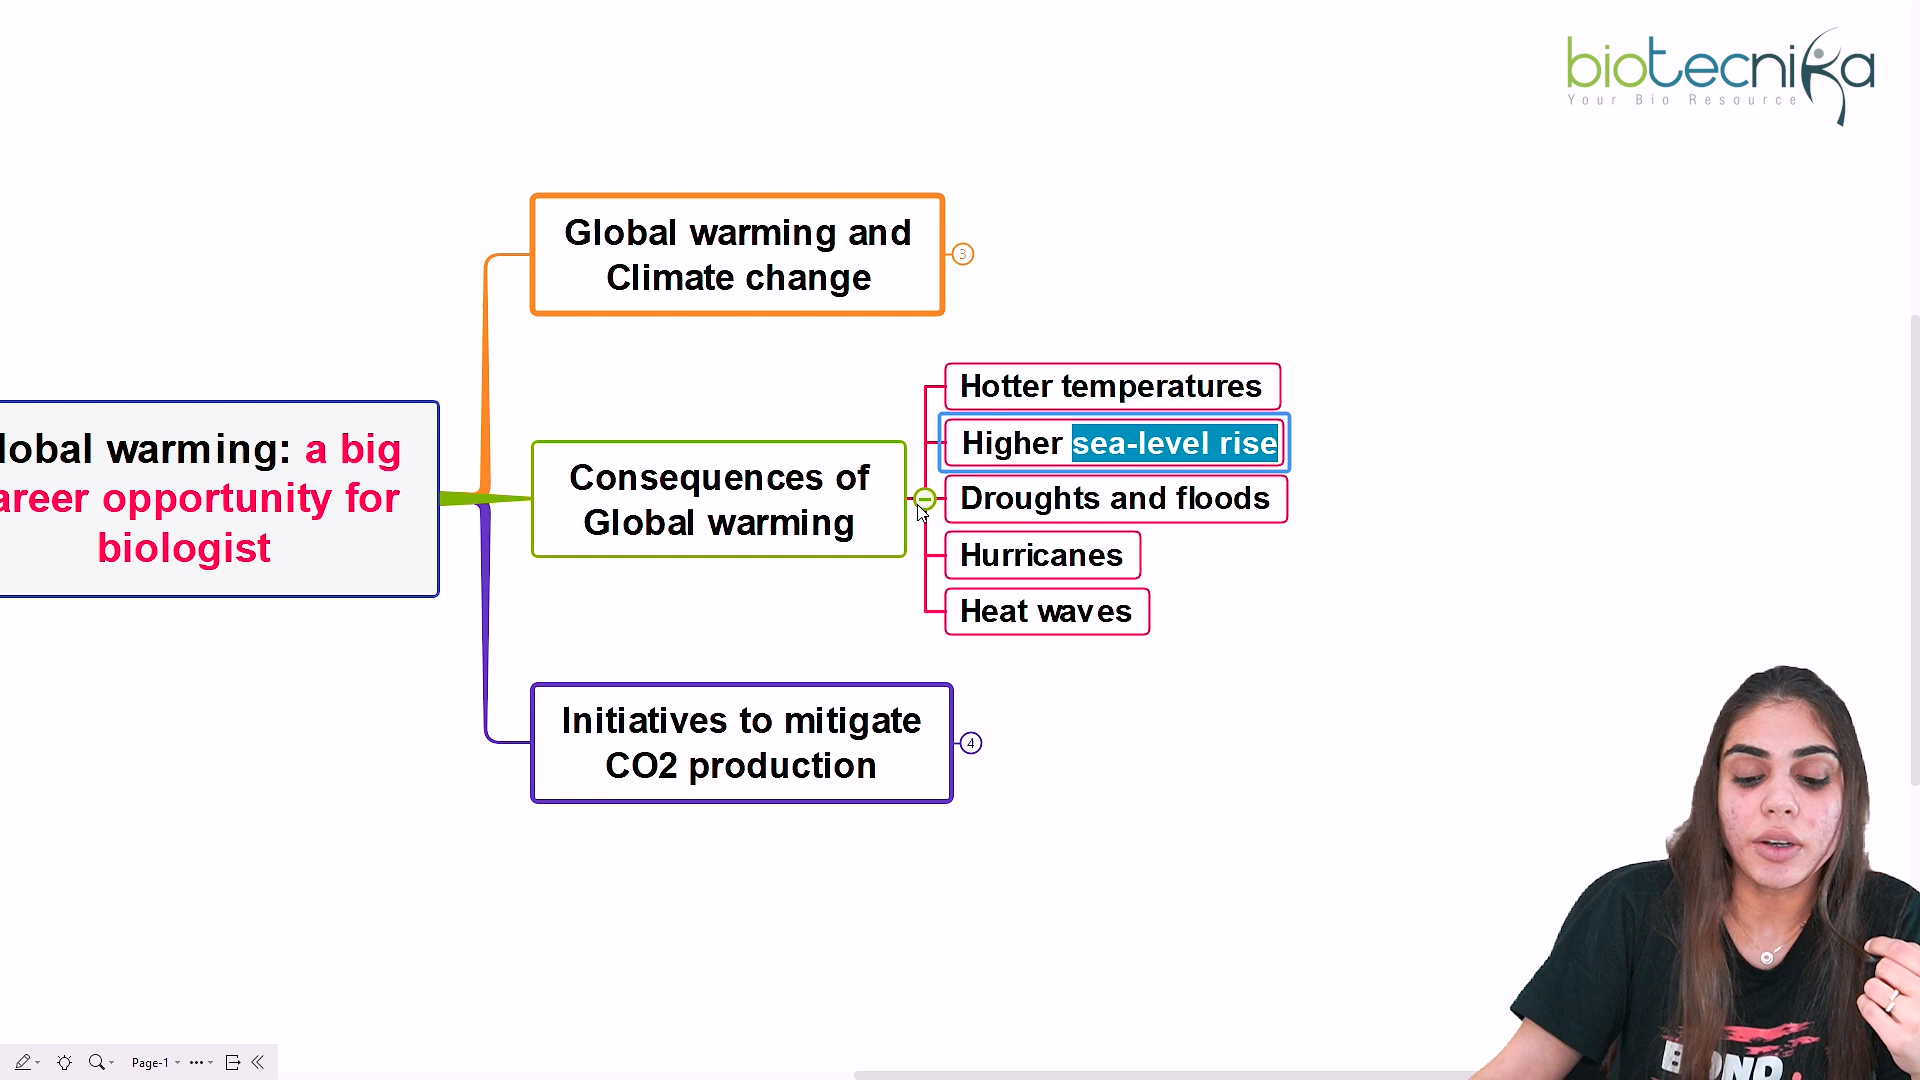 biotecnika
Your Bio Resource
Global warming and
Climate change
3
Hotter temperatures
Higher sea-level rise
lobal warming: a big
areer opportunity for
biologist
Consequences of
Global warming
Droughts and floods
Hurricanes
Heat waves
Initiatives to mitigate
CO2 production
4
Page-1